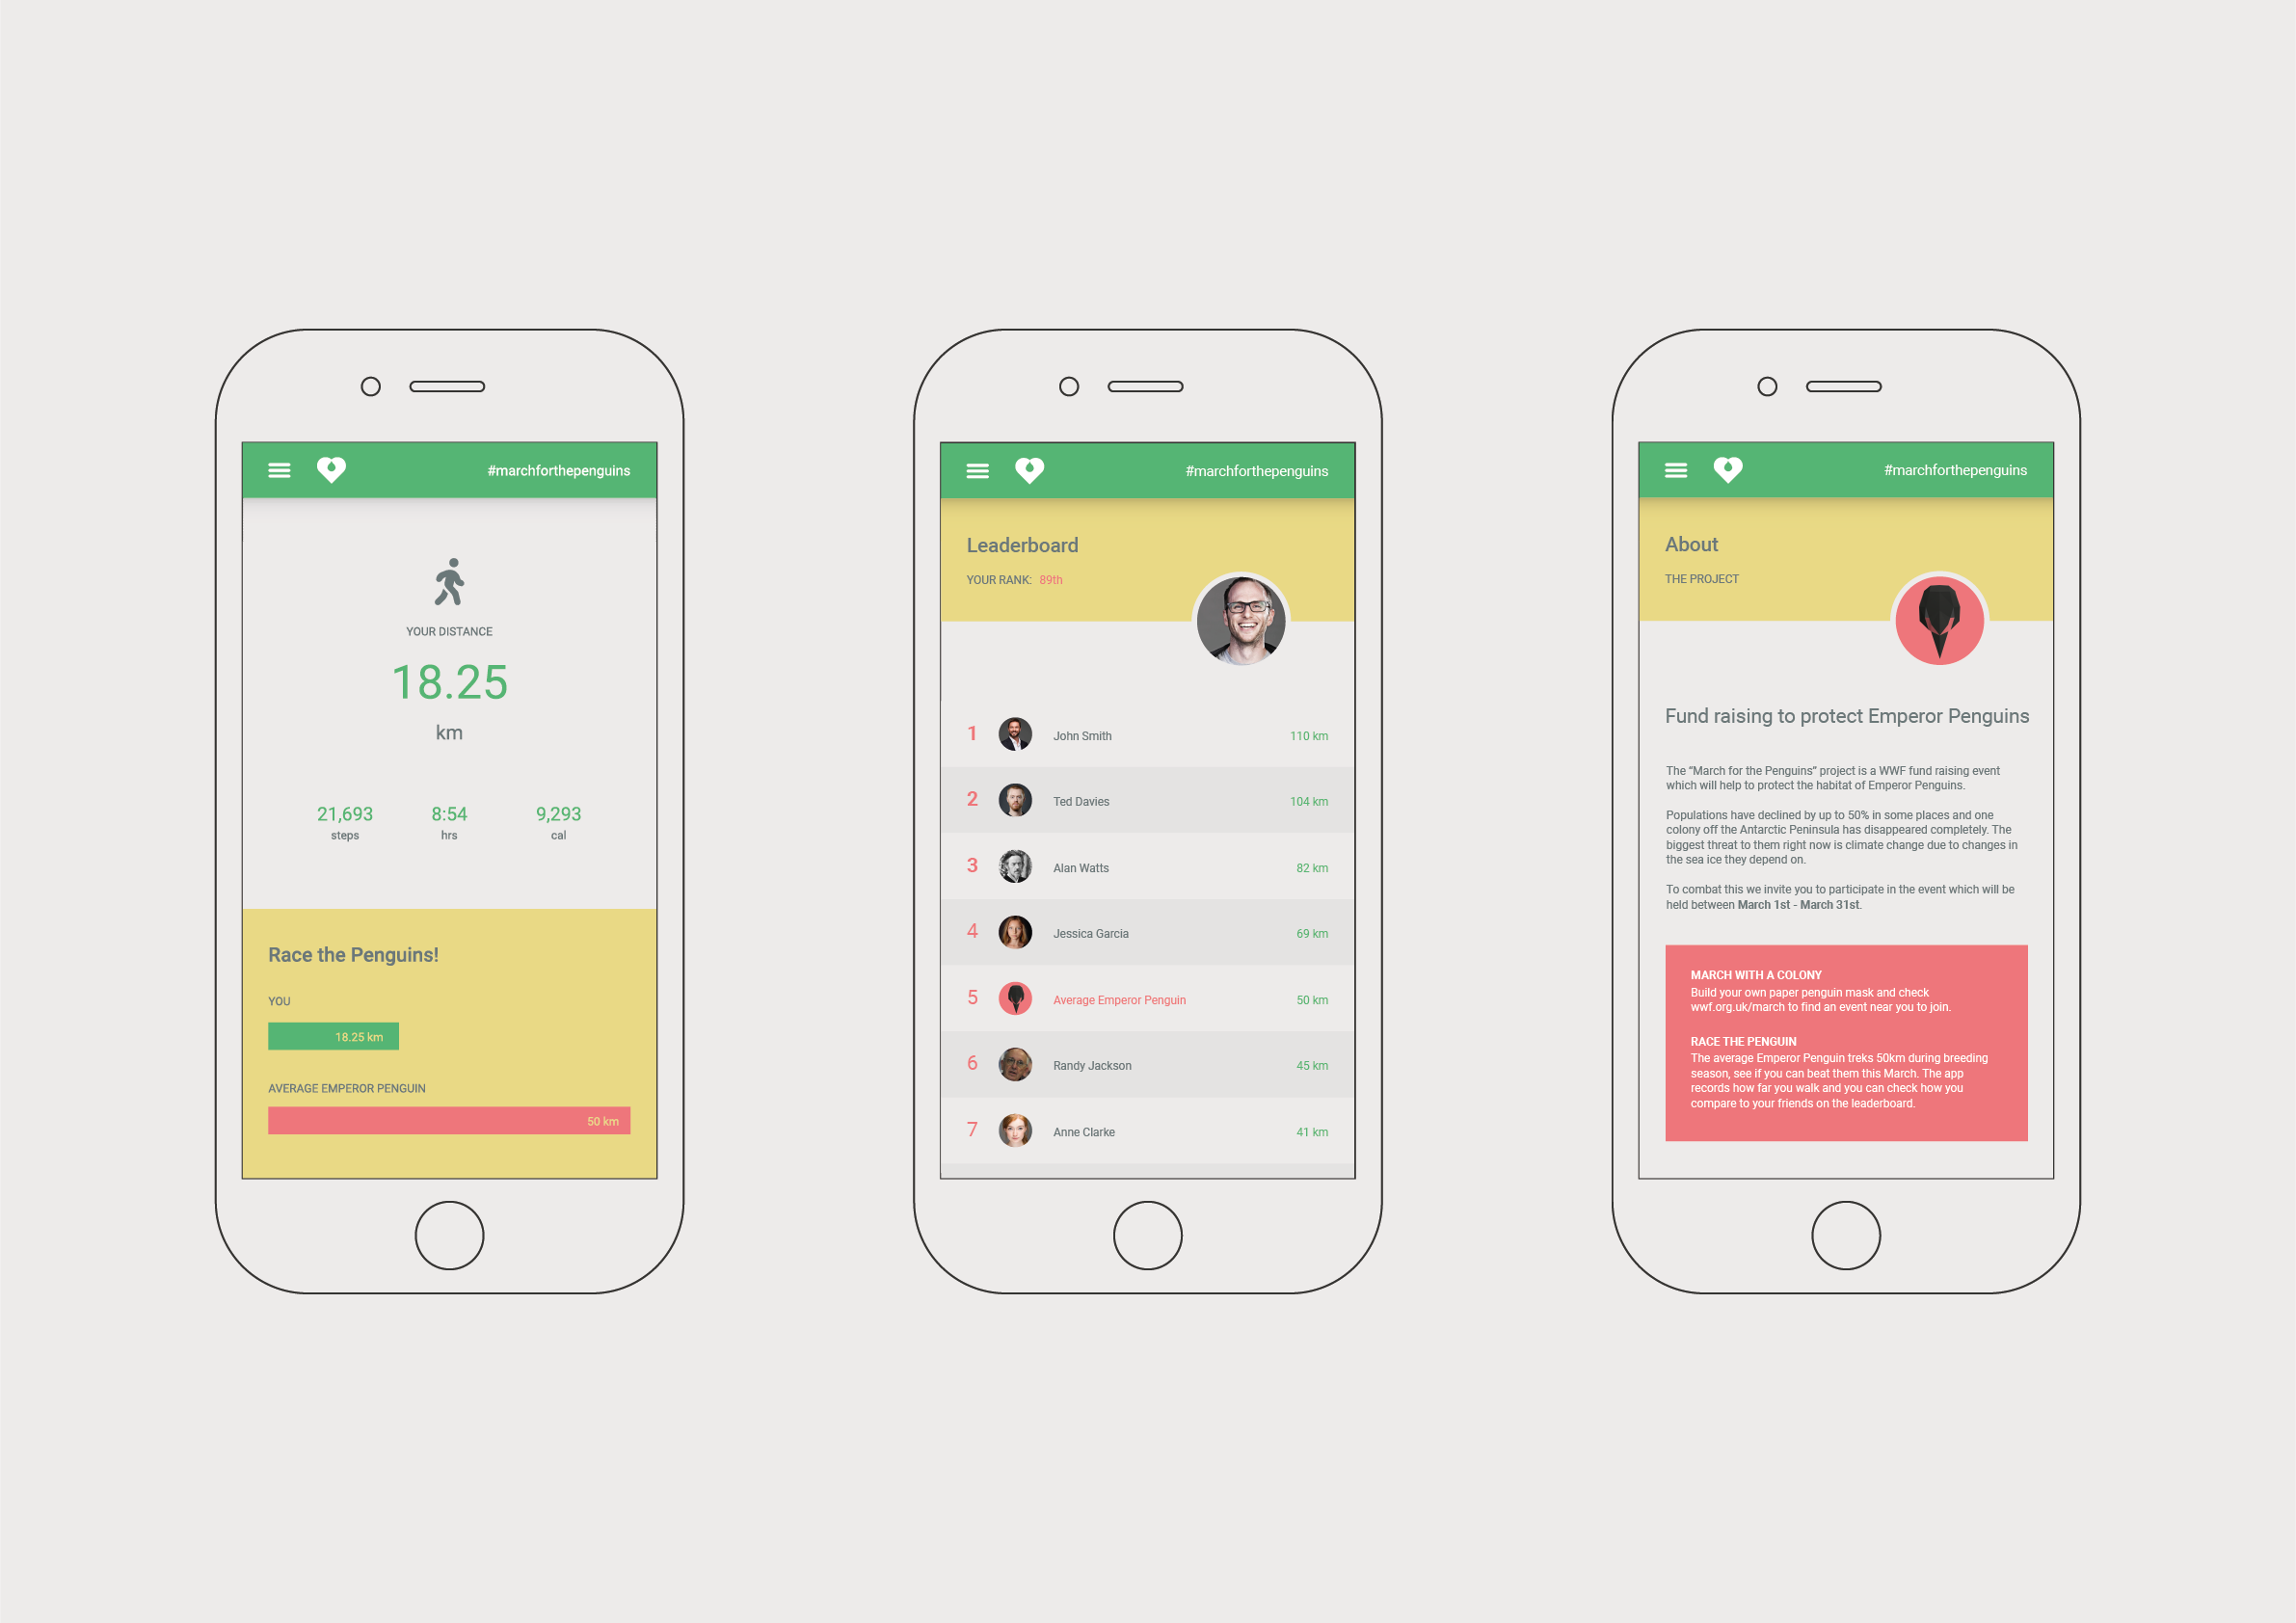 #marchforthepenguins
YOUR DISTANCE
18.25
km
21,693
steps
8:54
hrs
9,293
cal
Race the Penguins!
YOU
18.25 km
AVERAGE EMPEROR PENGUIN
50 km
#marchforthepenguins
Leaderboard
YOUR RANK: 89th
1 John Smith 110 km
2 Ted Davies 104 km
3 Alan Watts 82 km
4 Jessica Garcia 69 km
5 Average Emperor Penguin 50 km
6 Randy Jackson 45 km
7 Anne Clarke 41 km
#marchforthepenguins
About
THE PROJECT
Fund raising to protect Emperor Penguins
The “March for the Penguins” project is a WWF fund raising event
which will help to protect the habitat of Emperor Penguins.
Populations have declined by up to 50% in some places and one
colony off the Antarctic Peninsula has disappeared completely. The
biggest threat to them right now is climate change due to changes in
the sea ice they depend on.
To combat this we invite you to participate in the event which will be
held between March 1st - March 31st.
MARCH WITH A COLONY
Build your own paper penguin mask and check
wwf.org.uk/march to find an event near you to join.
RACE THE PENGUIN
The average Emperor Penguin treks 50km during breeding
season, see if you can beat them this March. The app
records how far you walk and you can check how you
compare to your friends on the leaderboard.